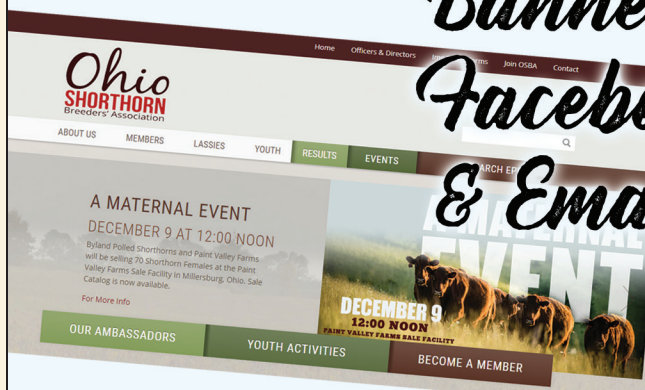 Home Officers & Directors Join OSBA Contact
Ohio
SHORTHORN
Breeders' Association
ABOUT US MEMBERS LASSIES YOUTH RESULTS EVENTS
A MATERNAL EVENT
DECEMBER 9 AT 12:00 NOON
Byland Polled Shorthorns and Paint Valley Farms
will be selling 70 Shorthorn Females at the Paint
Valley Farms Sale Facility in Millersburg, Ohio. Sale
Catalog is now available.
For More Info
A MATERNAL
EVENT
DECEMBER 9
12:00 NOON
PAINT VALLEY FARMS SALE FACILITY
OUR AMBASSADORS YOUTH ACTIVITIES BECOME A MEMBER
&